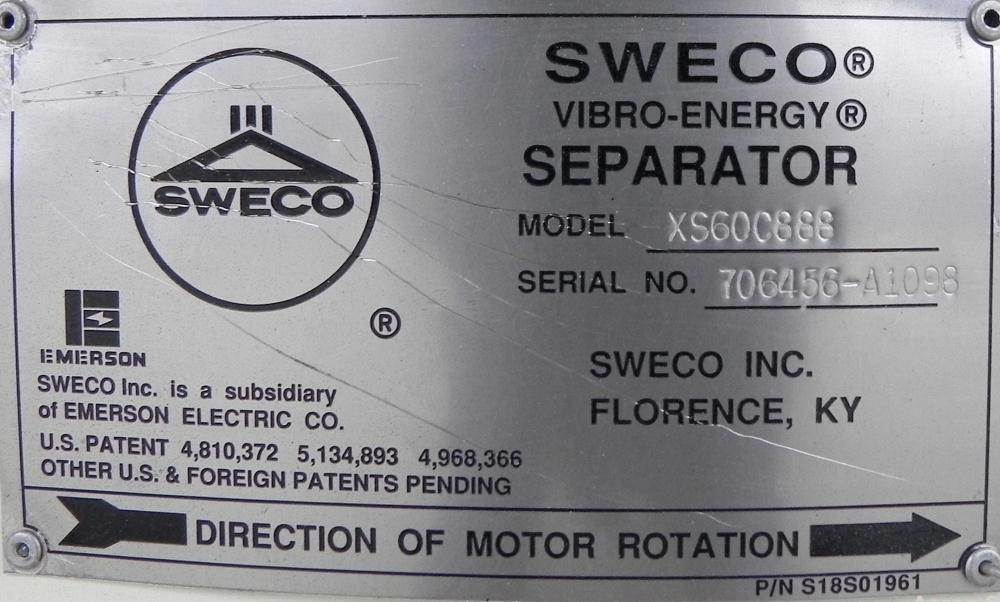 SWECO
®
EMERSON
SWECO Inc. is a subsidiary
of EMERSON ELECTRIC CO.
U.S. PATENT 4,810,372 5,134,893 4,968,366
OTHER U.S. & FOREIGN PATENTS PENDING
SWECO®
VIBRO-ENERGY®
SEPARATOR
MODEL XS60C888
SERIAL NO. 706456-A1098
SWECO INC.
FLORENCE, KY
DIRECTION OF MOTOR ROTATION
P/N S18S01961